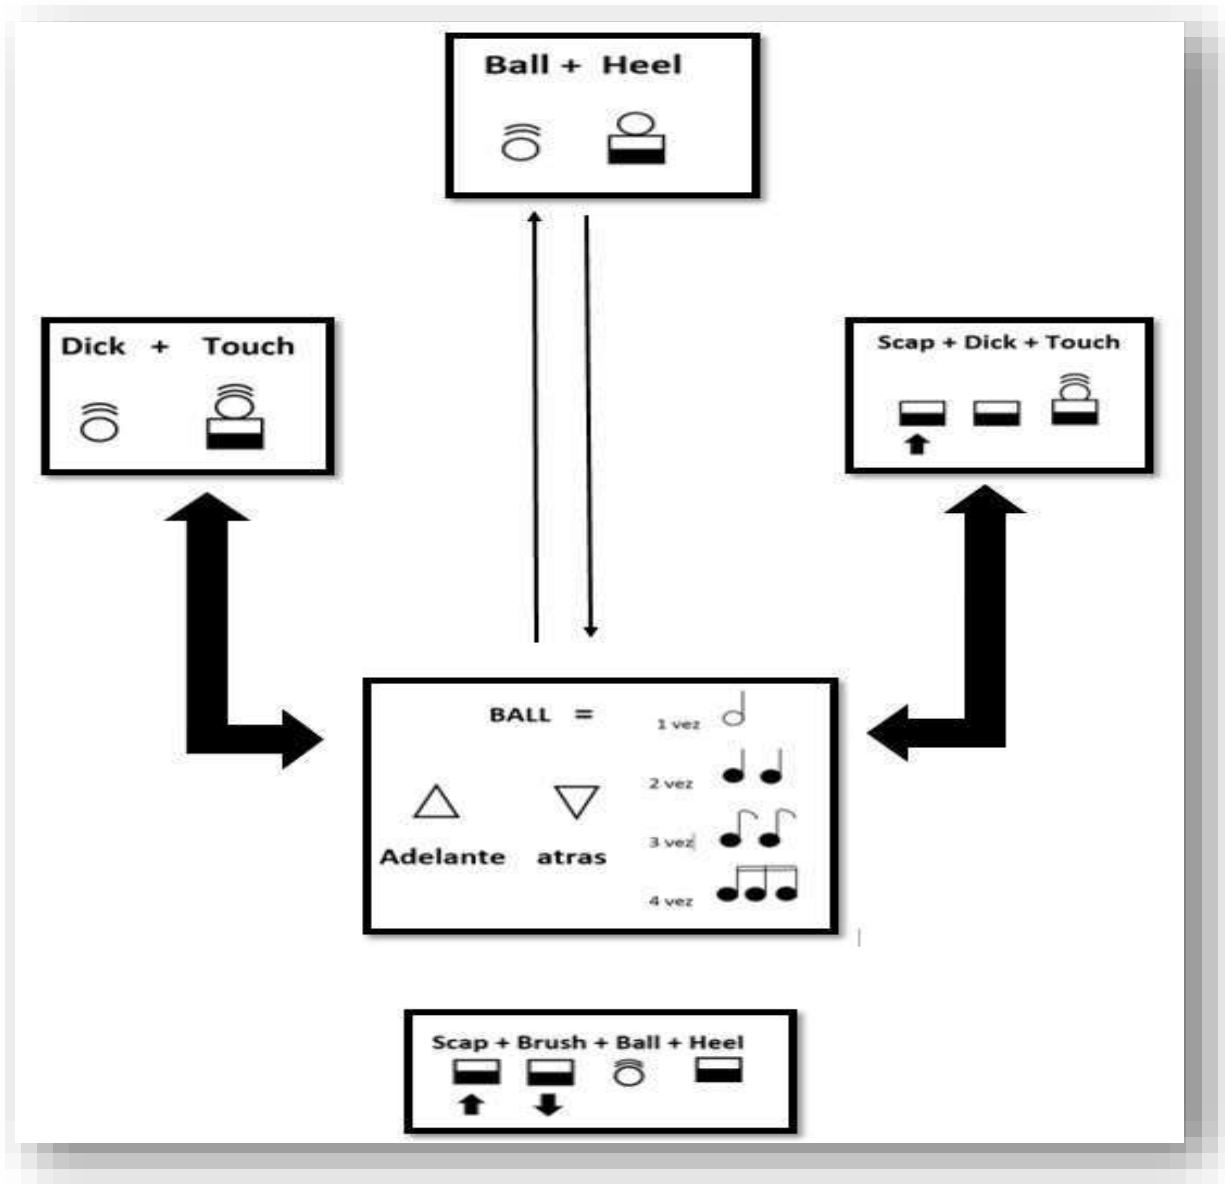 Ball + Heel
Dick + Touch
Scap + Dick + Touch
BALL =
1 vez
2 vez
3 vez
4 vez
Adelante atras
Scap + Brush + Ball + Heel